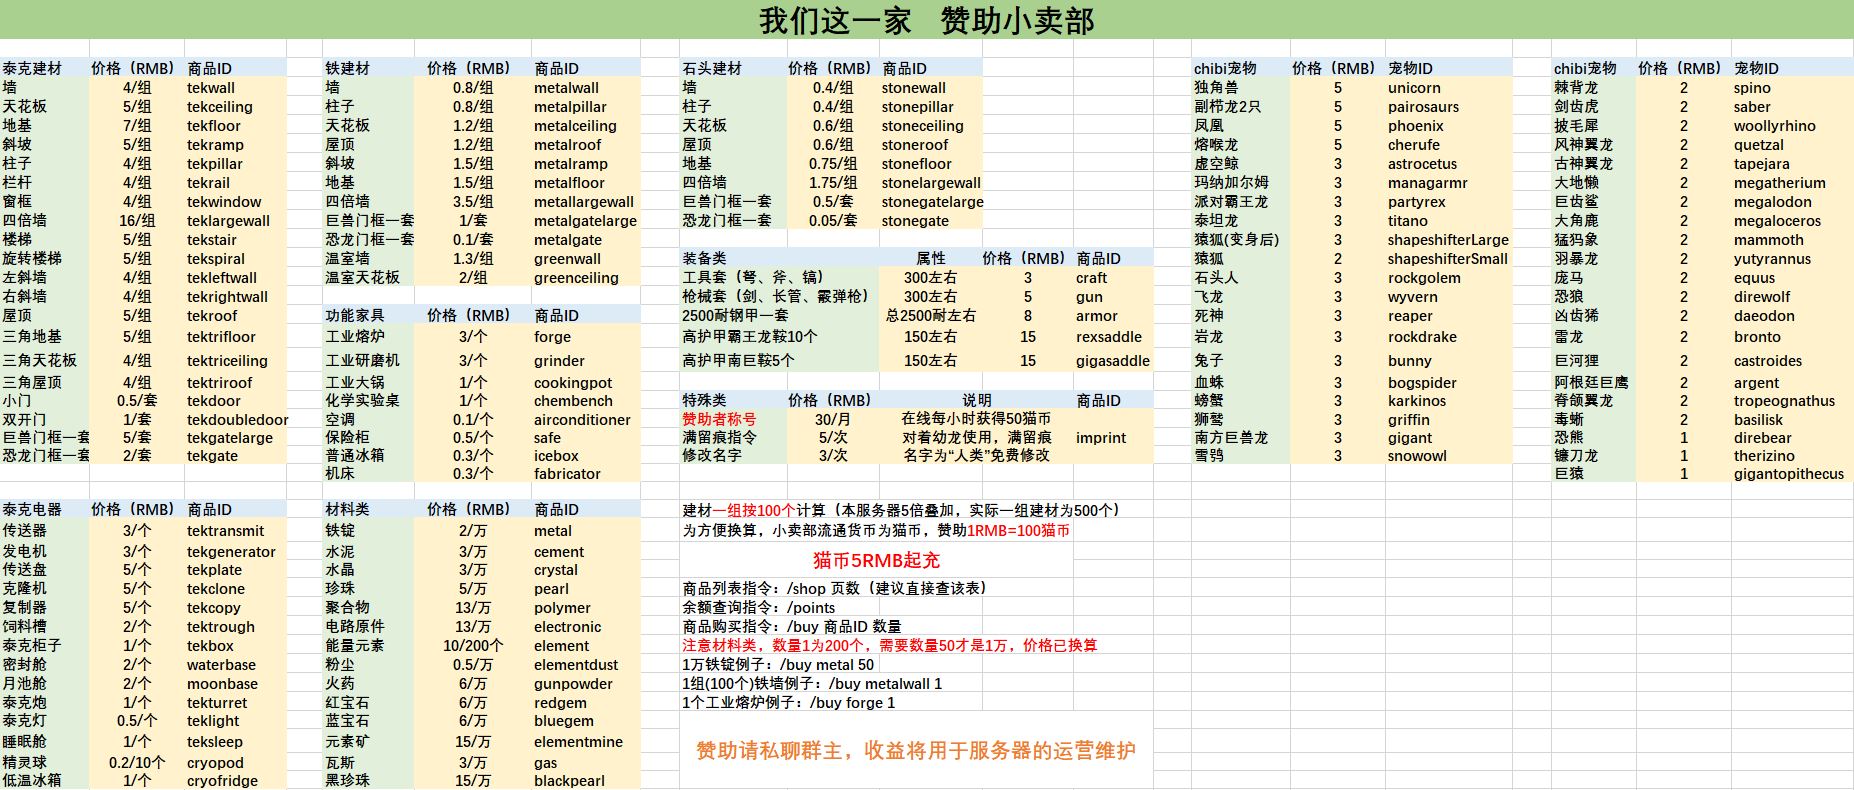 我们这一家 赞助小卖部
泰克建材 价格（RMB） 商品ID
墙 4/组 tekwall
天花板 5/组 tekceiling
地基 7/组 tekfloor
斜坡 5/组 tekramp
柱子 4/组 tekpillar
栏杆 4/组 tekrail
窗框 4/组 tekwindow
四倍墙 16/组 teklargewall
楼梯 5/组 tekstair
旋转楼梯 5/组 tekspiral
左斜墙 4/组 tekleftwall
右斜墙 4/组 tekrightwall
屋顶 5/组 tekroof
三角地基 5/组 tektrifloor
三角天花板 4/组 tektriceiling
三角屋顶 4/组 tektriroof
小门 0.5/套 tekdoor
双开门 1/套 tekdoubledoor
巨兽门框一套 5/套 tekgatelarge
恐龙门框一套 2/套 tekgate
铁建材 价格（RMB） 商品ID
墙 0.8/组 metalwall
柱子 0.8/组 metalpillar
天花板 1.2/组 metalceiling
屋顶 1.2/组 metalroof
斜坡 1.5/组 metalramp
地基 1.5/组 metalfloor
四倍墙 3.5/组 metallargewall
巨兽门框一套 1/套 metalgatelarge
恐龙门框一套 0.1/套 metalgate
温室墙 1.3/组 greenwall
温室天花板 2/组 greenceiling
功能家具 价格（RMB） 商品ID
工业熔炉 3/个 forge
工业研磨机 3/个 grinder
工业大锅 1/个 cookingpot
化学实验桌 1/个 chembench
空调 0.1/个 airconditioner
保险柜 0.5/个 safe
普通冰箱 0.3/个 icebox
机床 0.3/个 fabricator
石头建材 价格（RMB） 商品ID
墙 0.4/组 stonewall
柱子 0.4/组 stonepillar
天花板 0.6/组 stoneceiling
屋顶 0.6/组 stoneroof
地基 0.75/组 stonefloor
四倍墙 1.75/组 stonelargewall
巨兽门框一套 0.5/套 stonegatelarge
恐龙门框一套 0.05/套 stonegate
装备类 属性 价格（RMB） 商品ID
工具套（弩、斧、镐） 300左右 3 craft
枪械套（剑、长管、霰弹枪） 300左右 5 gun
2500耐钢甲一套 总2500耐左右 8 armor
高护甲霸王龙鞍10个 150左右 15 rexsaddle
高护甲南巨鞍5个 150左右 15 gigasaddle
特殊类 价格（RMB） 说明 商品ID
赞助者称号 30/月 在线每小时获得50猫币
满留痕指令 5/次 对着幼龙使用，满留痕 imprint
修改名字 3/次 名字为“人类”免费修改
chibi宠物 价格（RMB） 宠物ID
独角兽 5 unicorn
副栉龙2只 5 pairosaurs
凤凰 5 phoenix
熔喉龙 5 cherufe
虚空鲸 3 astrocetus
玛纳加尔姆 3 managarmr
派对霸王龙 3 partyrex
泰坦龙 3 titano
猿狐(变身后) 3 shapeshifterLarge
猿狐 2 shapeshifterSmall
石头人 3 rockgolem
飞龙 3 wyvern
死神 3 reaper
岩龙 3 rockdrake
兔子 3 bunny
血蛛 3 bogspider
螃蟹 3 karkinos
狮鹫 3 griffin
南方巨兽龙 3 gigant
雪鸮 3 snowowl
chibi宠物 价格（RMB） 宠物ID
棘背龙 2 spino
剑齿虎 2 saber
披毛犀 2 woollyrhino
风神翼龙 2 quetzal
古神翼龙 2 tapejara
大地懒 2 megatherium
巨齿鲨 2 megalodon
大角鹿 2 megaloceros
猛犸象 2 mammoth
羽暴龙 2 yutyrannus
庞马 2 equus
恐狼 2 direwolf
凶齿豨 2 daeodon
雷龙 2 bronto
巨河狸 2 castroides
阿根廷巨鹰 2 argent
脊颌翼龙 2 tropeognathus
毒蜥 2 basilisk
恐熊 1 direbear
镰刀龙 1 therizino
巨猿 1 gigantopithecus
泰克电器 价格（RMB） 商品ID
传送器 3/个 tektransmit
发电机 3/个 tekgenerator
传送盘 5/个 tekplate
克隆机 5/个 tekclone
复制器 5/个 tekcopy
饲料槽 2/个 tektrough
泰克柜子 1/个 tekbox
密封舱 2/个 waterbase
月池舱 2/个 moonbase
泰克炮 1/个 tekturret
泰克灯 0.5/个 teklight
睡眠舱 1/个 teksleep
精灵球 0.2/10个 cryopod
低温冰箱 1/个 cryofridge
材料类 价格（RMB） 商品ID
铁锭 2/万 metal
水泥 3/万 cement
水晶 3/万 crystal
珍珠 5/万 pearl
聚合物 13/万 polymer
电路原件 13/万 electronic
能量元素 10/200个 element
粉尘 0.5/万 elementdust
火药 6/万 gunpowder
红宝石 6/万 redgem
蓝宝石 6/万 bluegem
元素矿 15/万 elementmine
瓦斯 3/万 gas
黑珍珠 15/万 blackpearl
建材一组按100个计算（本服务器5倍叠加，实际一组建材为500个）
为方便换算，小卖部流通货币为猫币，赞助1RMB=100猫币
猫币5RMB起充
商品列表指令：/shop 页数（建议直接查该表）
余额查询指令：/points
商品购买指令：/buy 商品ID 数量
注意材料类，数量1为200个，需要数量50才是1万，价格已换算
1万铁锭例子：/buy metal 50
1组(100个)铁墙例子：/buy metalwall 1
1个工业熔炉例子：/buy forge 1
赞助请私聊群主，收益将用于服务器的运营维护